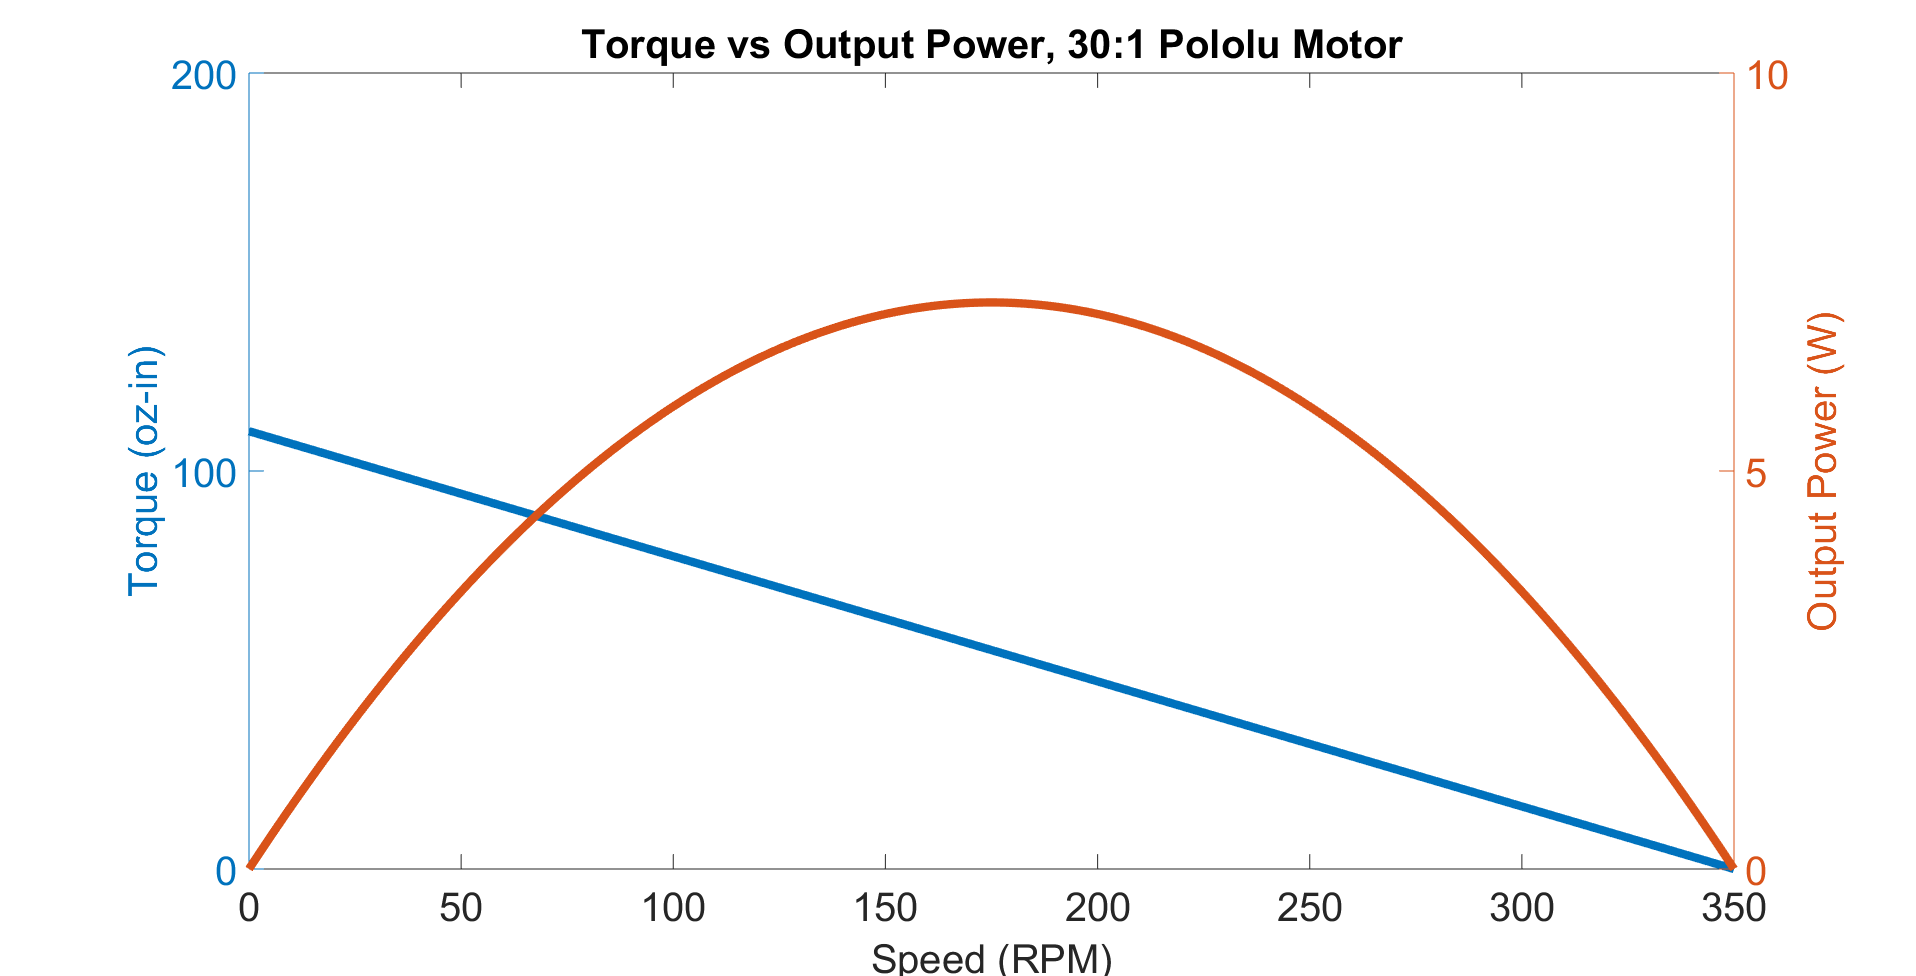 Torque vs Output Power, 30:1 Pololu Motor
200
100
0
Torque (oz-in)
10
5
0
Output Power (W)
0 50 100 150 200 250 300 350
Speed (RPM)